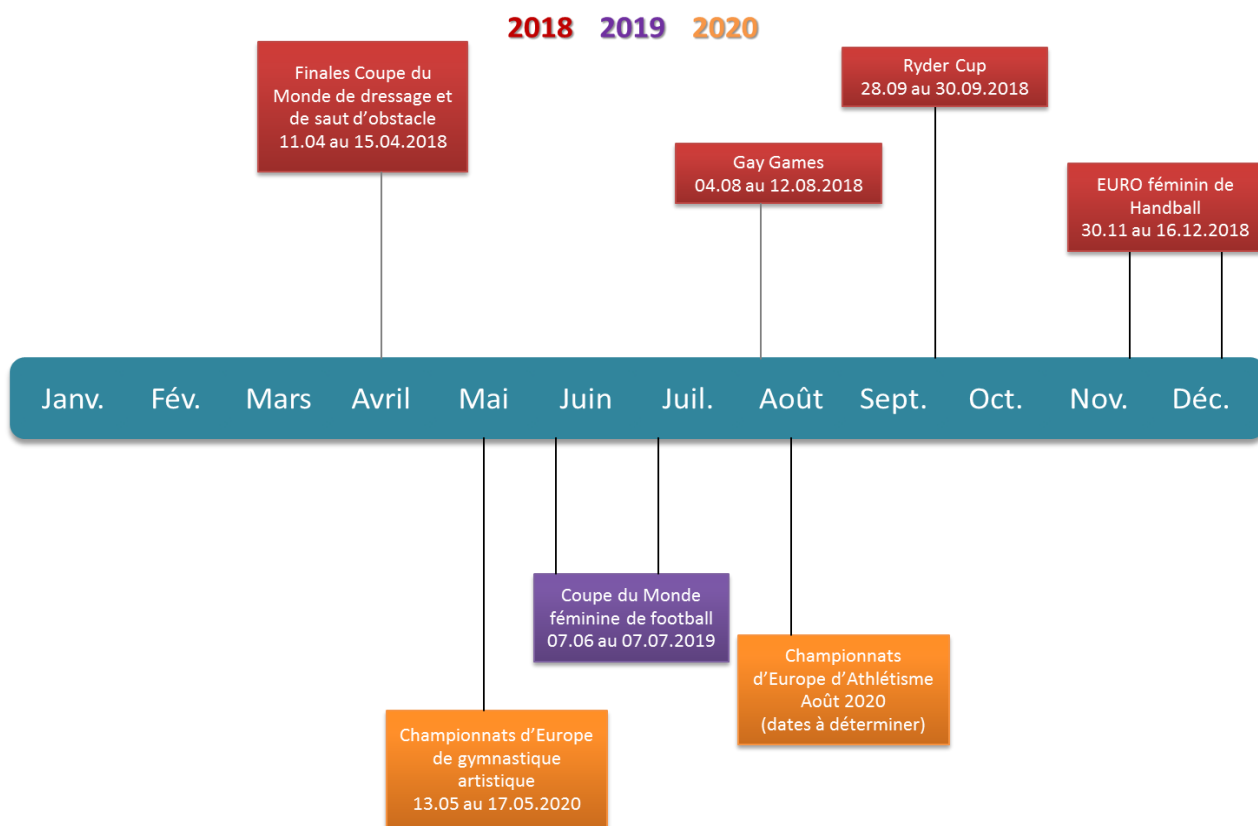 2018 2019 2020
Finales Coupe du
Monde de dressage et
de saut d’obstacle
11.04 au 15.04.2018
Gay Games
04.08 au 12.08.2018
Ryder Cup
28.09 au 30.09.2018
EURO féminin de
Handball
30.11 au 16.12.2018
Janv. Fév. Mars Avril Mai Juin Juil. Août Sept. Oct. Nov. Déc.
Championnats d’Europe
de gymnastique
artistique
13.05 au 17.05.2020
Coupe du Monde
féminine de football
07.06 au 07.07.2019
Championnats
d’Europe d’Athlétisme
Août 2020
(dates à déterminer)